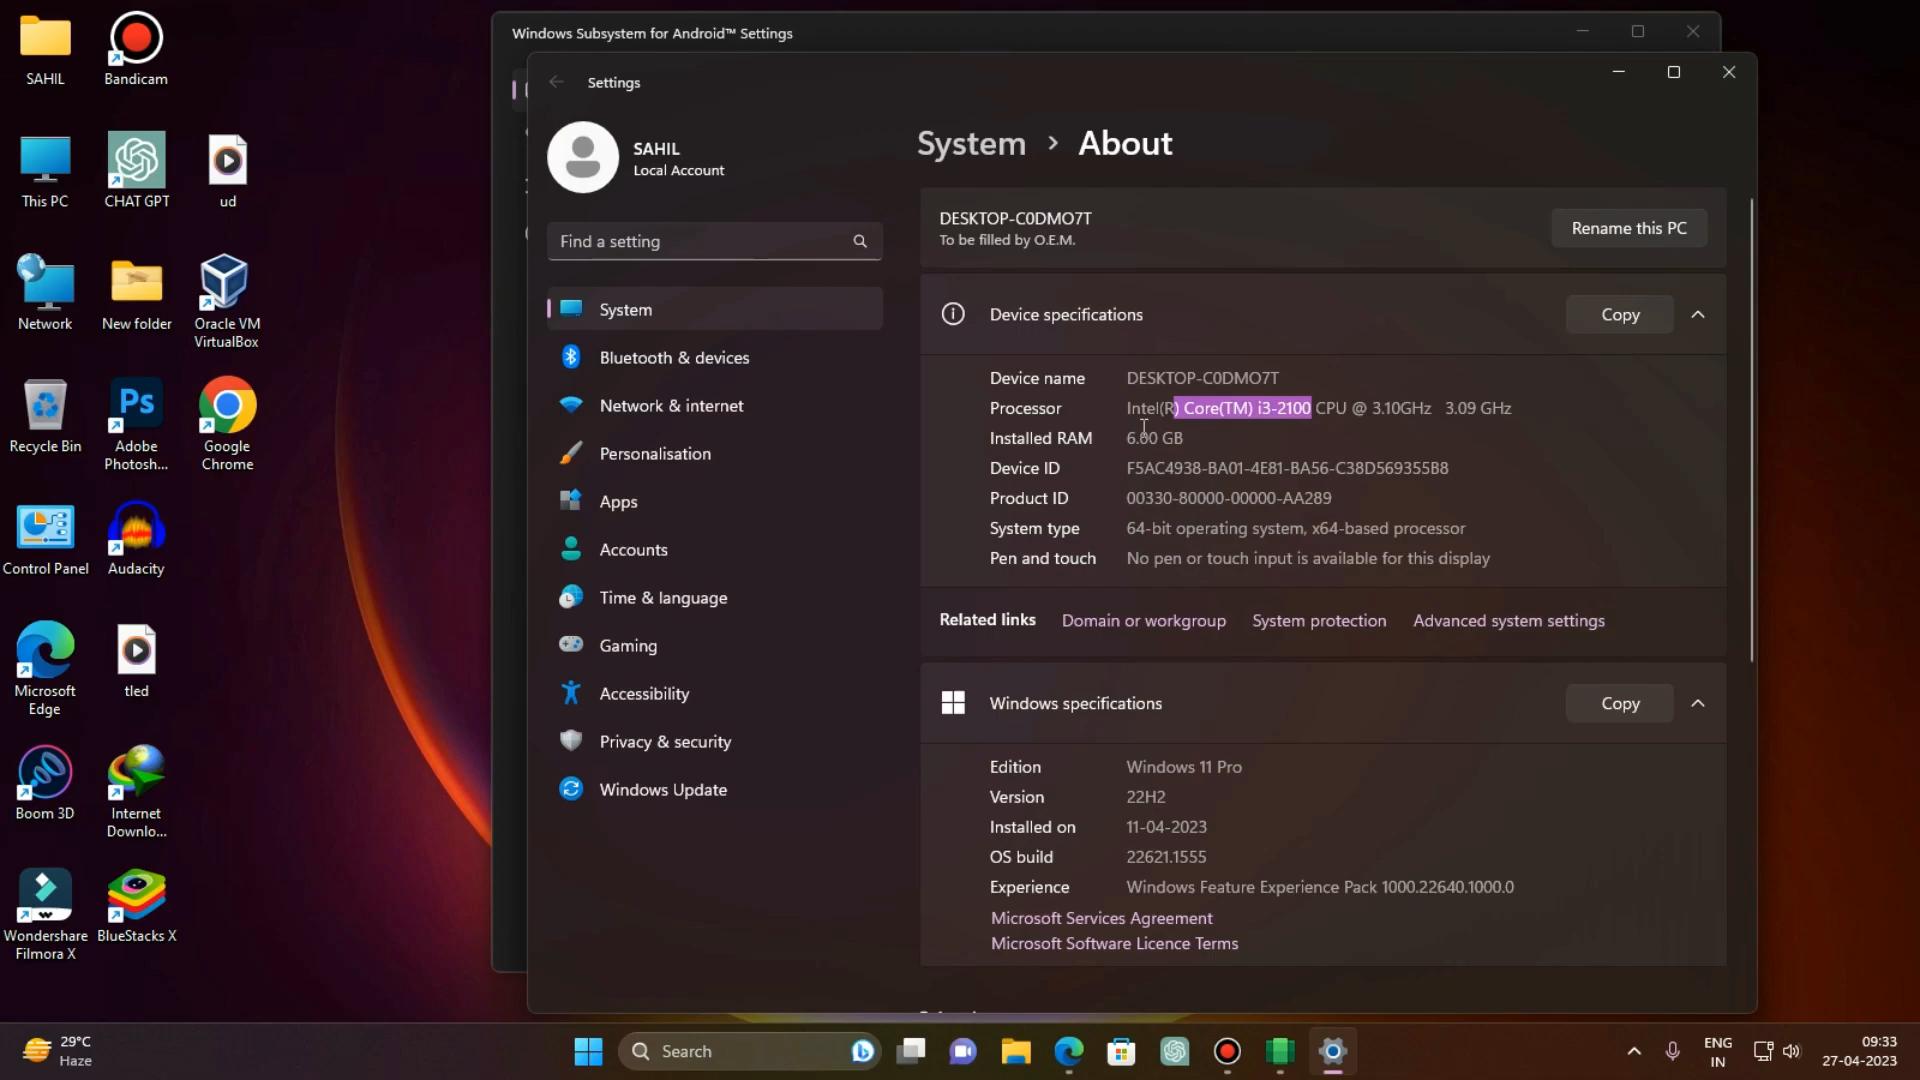 SAHIL
Bandicam
This PC
CHAT GPT
ud
Network
New folder
Oracle VM
VirtualBox
Recycle Bin
Ps
Adobe
Photosh...
Google
Chrome
Control Panel
Audacity
Microsoft
Edge
tled
Boom 3D
Internet
Downlo...
Wondershare
Filmora X
BlueStacks X
Windows Subsystem for Android™ Settings
Settings
SAHIL
Local Account
Find a setting
System
Bluetooth & devices
Network & internet
Personalisation
Apps
Accounts
Time & language
Gaming
Accessibility
Privacy & security
Windows Update
System > About
DESKTOP-C0DMO7T
To be filled by O.E.M.
Rename this PC
Device specifications
Copy
Device name DESKTOP-C0DMO7T
Processor Intel(R) Core(TM) i3-2100 CPU @ 3.10GHz 3.09 GHz
Installed RAM 6.00 GB
Device ID F5AC4938-BA01-4E81-BA56-C38D569355B8
Product ID 00330-80000-00000-AA289
System type 64-bit operating system, x64-based processor
Pen and touch No pen or touch input is available for this display
Related links Domain or workgroup System protection Advanced system settings
Windows specifications
Copy
Edition Windows 11 Pro
Version 22H2
Installed on 11-04-2023
OS build 22621.1555
Experience Windows Feature Experience Pack 1000.22640.1000.0
Microsoft Services Agreement
Microsoft Software Licence Terms
29°C
Haze
Search
ENG
IN
09:33
27-04-2023